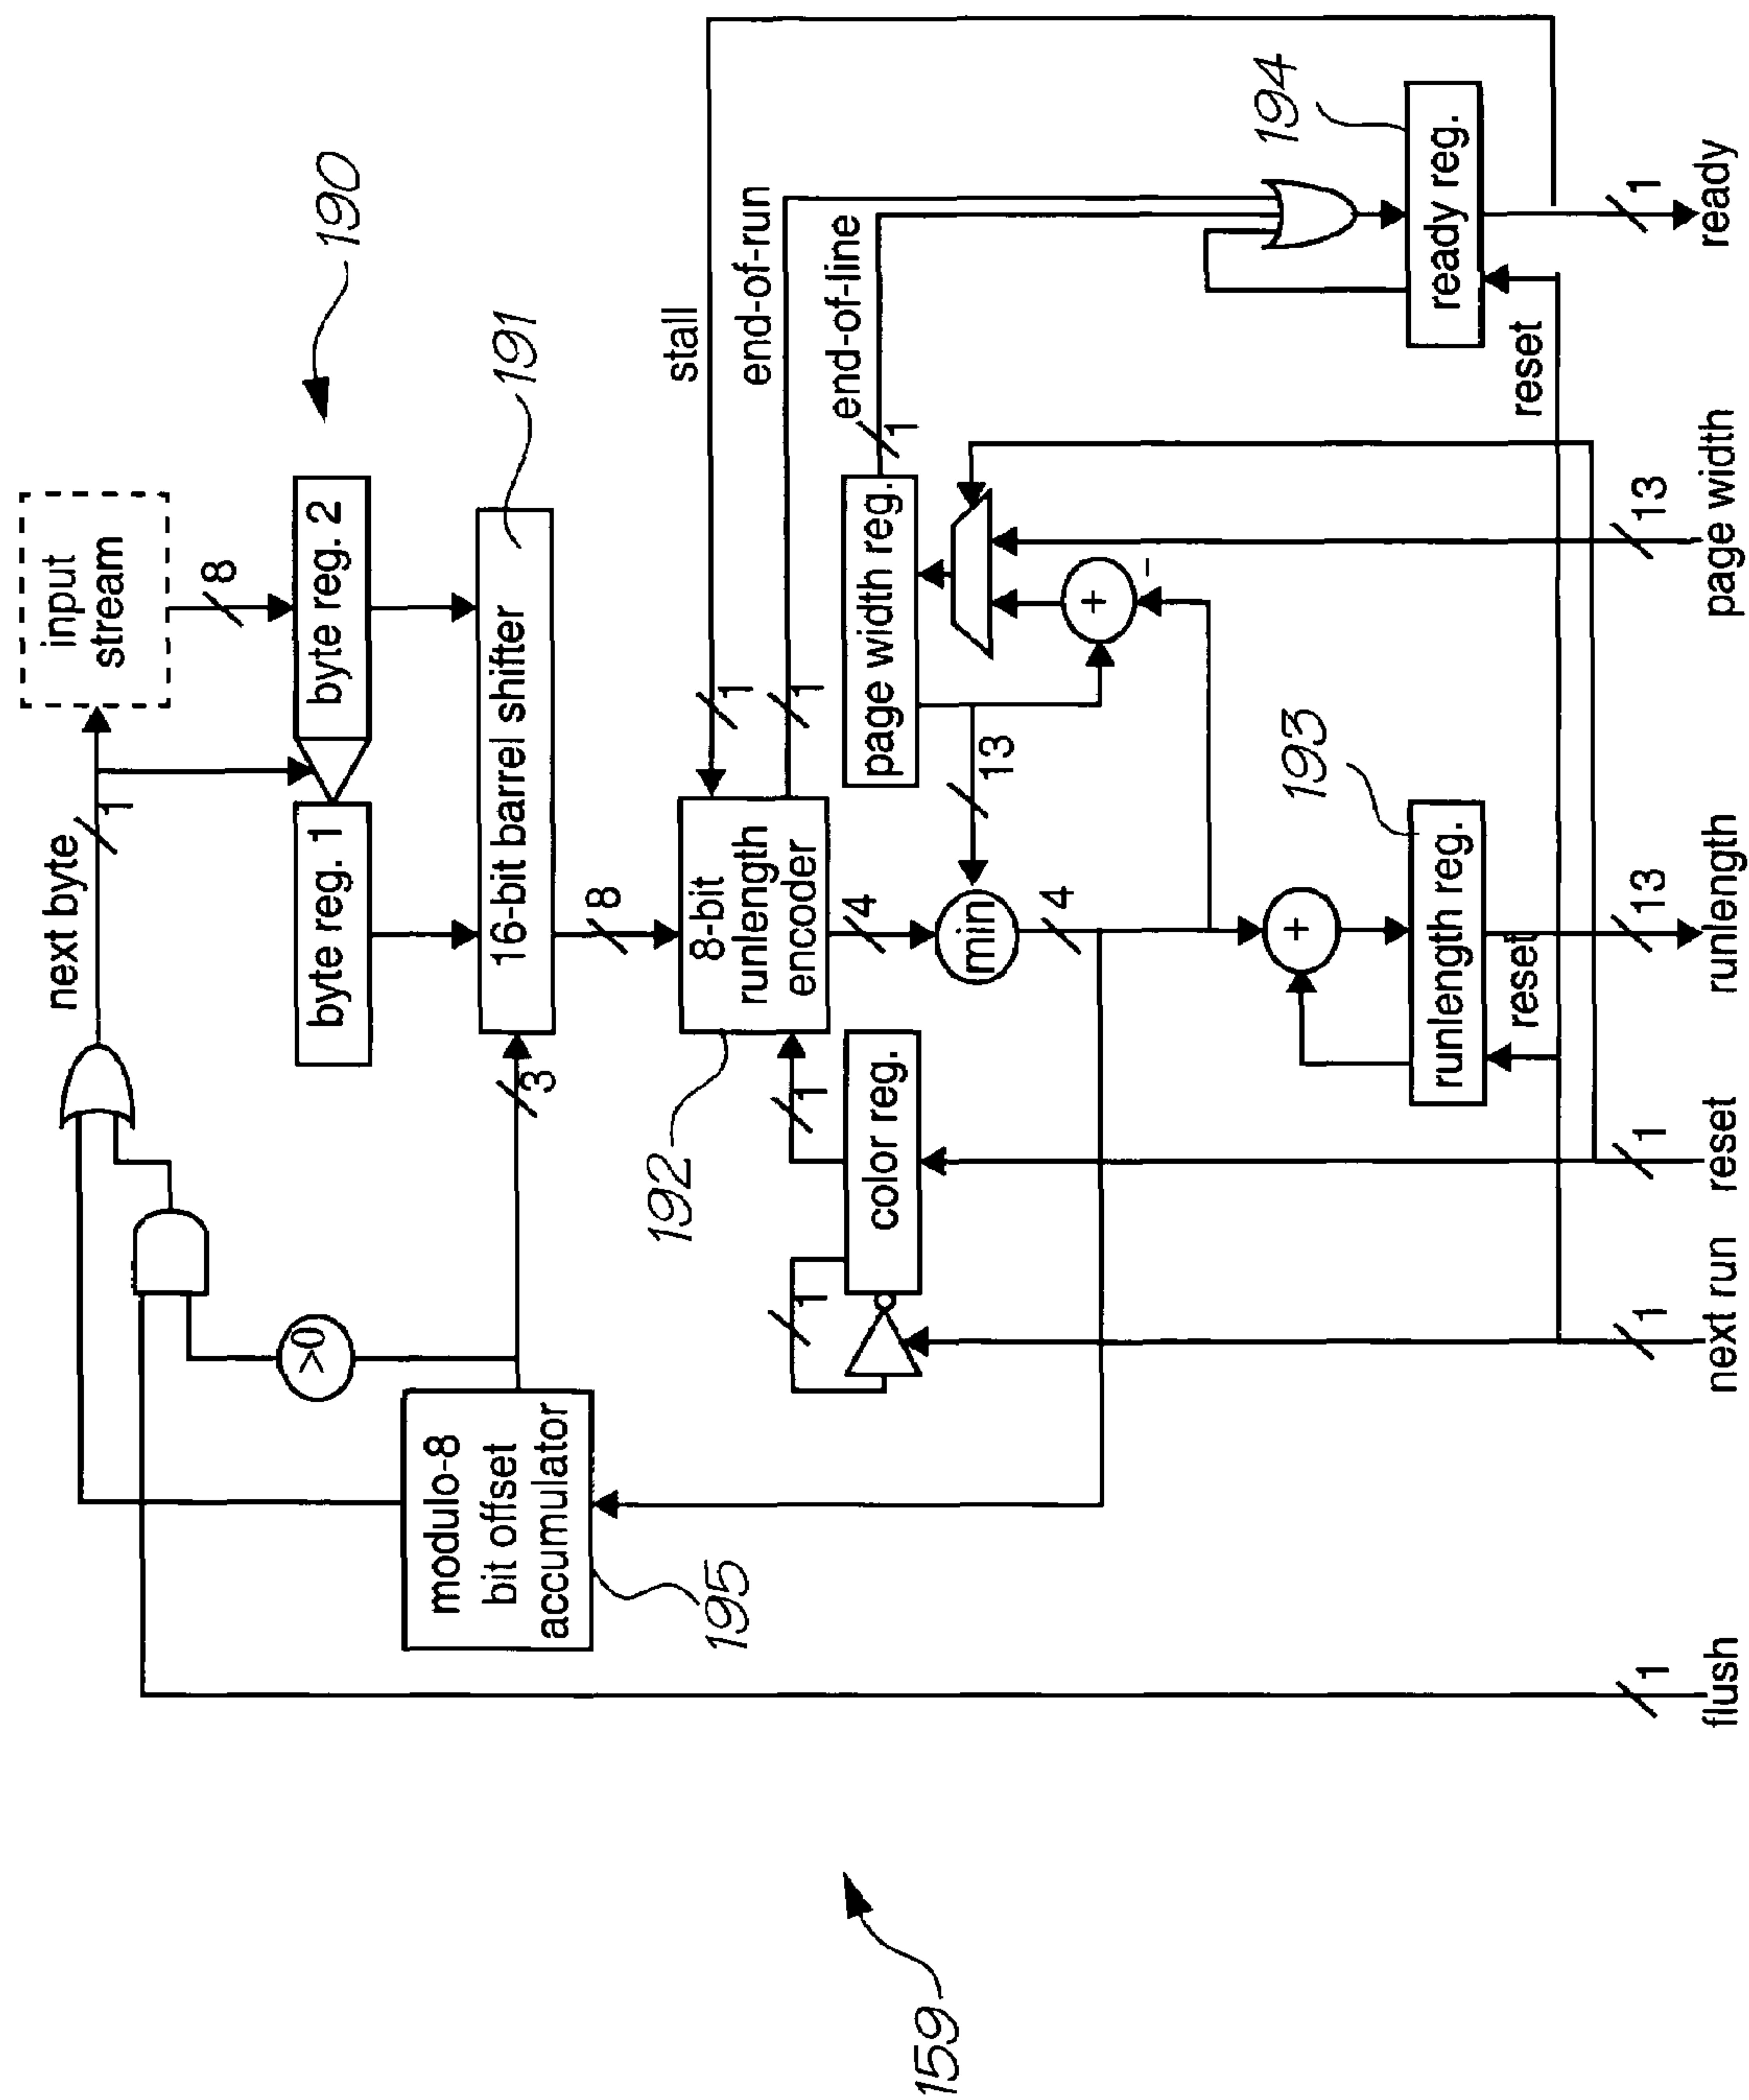 input
stream
next byte
1
8
190
byte reg. 1
byte reg. 2
>0
191
16-bit barrel shifter
modulo-8
bit offset
accumulator
195
3
8
stall
end-of-run
end-of-line
1
1
1
192
8-bit
runlength
encoder
4
1
color reg.
1
page width reg.
13
min
4
+
-
194
ready reg.
193
+
runlength reg.
reset
reset
1
flush
1
next run
1
reset
13
runlength
13
page width
1
ready
159